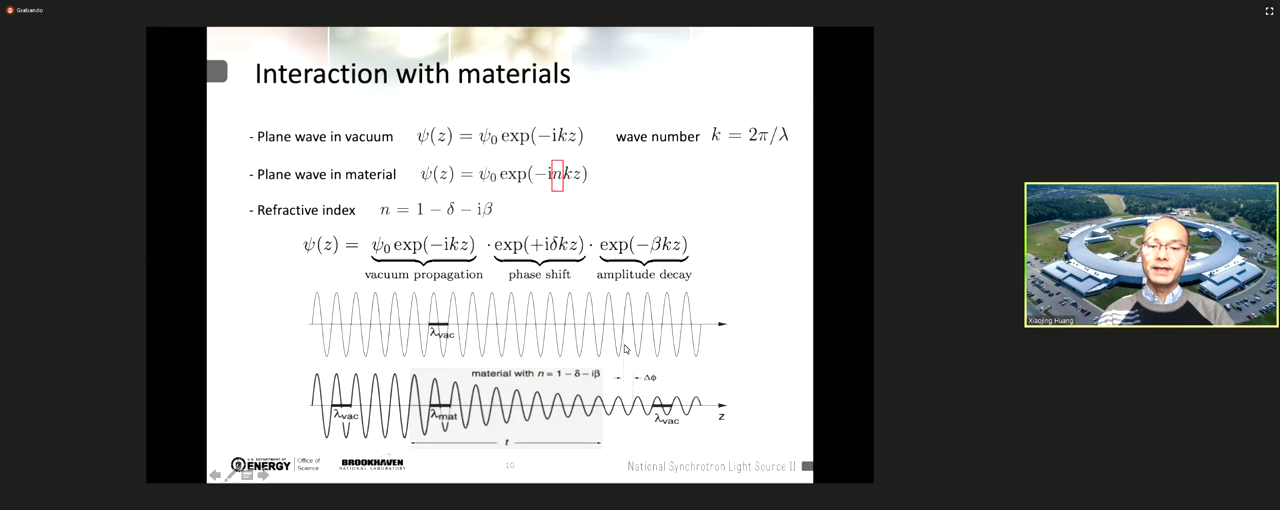 Grabando
Interaction with materials
- Plane wave in vacuum ψ(z) = ψ₀ exp(−ikz) wave number k = 2π/λ
- Plane wave in material ψ(z) = ψ₀ exp(−inkz)
- Refractive index n = 1 − δ − iβ
ψ(z) = ψ₀ exp(−ikz) · exp(+iδkz) · exp(−βkz)
vacuum propagation phase shift amplitude decay
λvac
material with n = 1 − δ − iβ
Δϕ
λvac λmat λvac z
t
U.S. DEPARTMENT OF
ENERGY
Office of
Science
BROOKHAVEN
NATIONAL LABORATORY
10
National Synchrotron Light Source II
Xiaojing Huang